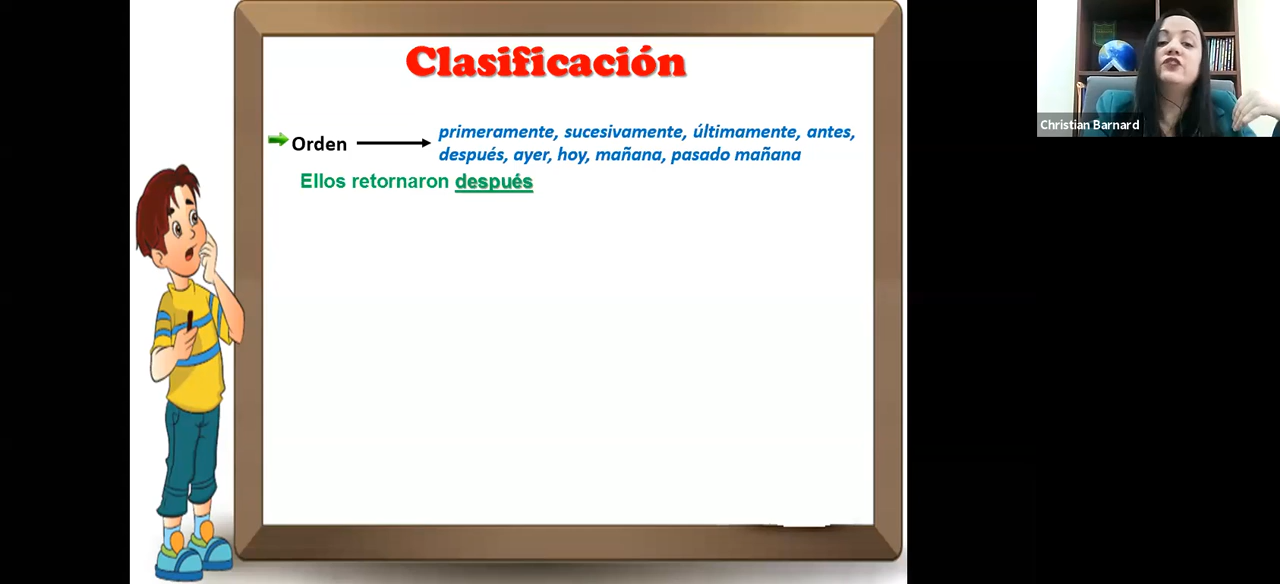 Clasificación
Orden
primeramente, sucesivamente, últimamente, antes,
después, ayer, hoy, mañana, pasado mañana
Ellos retornaron después
Christian Barnard